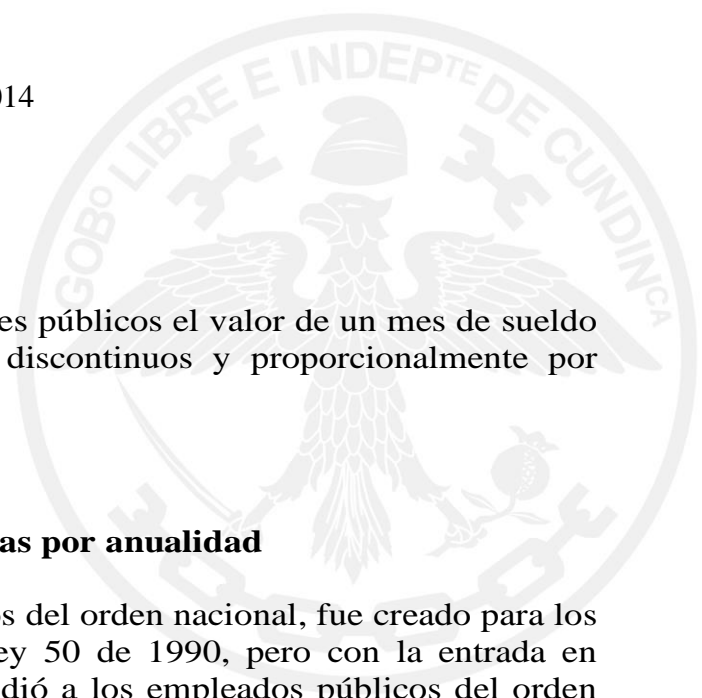 014
GOBº LIBRE E INDEPTE DE CUNDINCA
es públicos el valor de un mes de sueldo
discontinuos y proporcionalmente por
as por anualidad
s del orden nacional, fue creado para los
ey 50 de 1990, pero con la entrada en
dió a los empleados públicos del orden